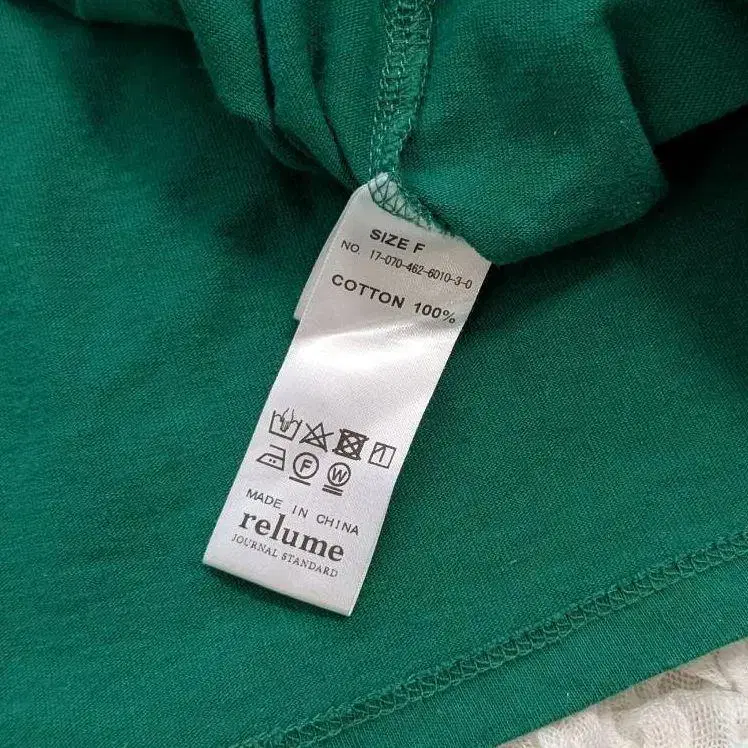 SIZE F
NO. 17-070-462-6010-3-0
COTTON 100%
F W
MADE IN CHINA
relume
JOURNAL STANDARD